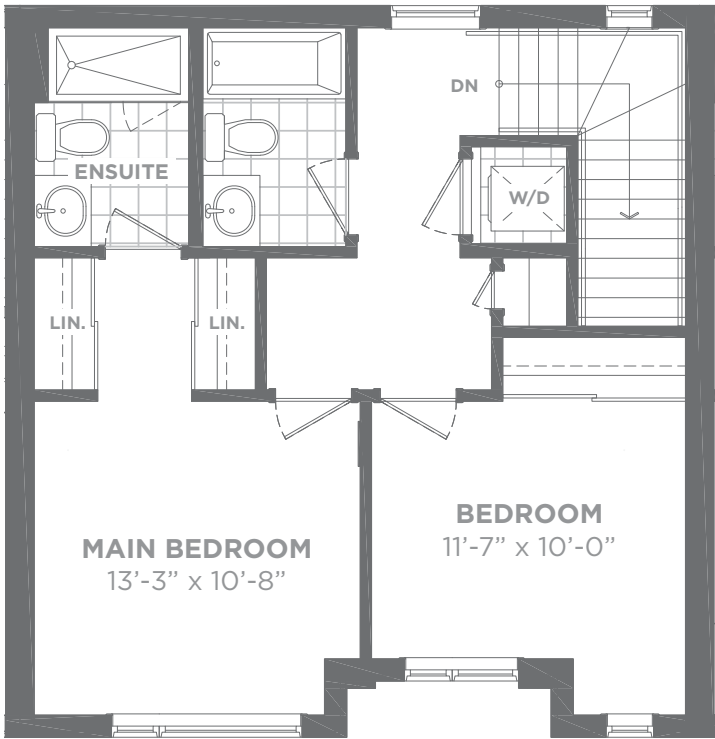 DN
ENSUITE
W/D
LIN.
LIN.
BEDROOM
11’-7” x 10’-0”
MAIN BEDROOM
13’-3” x 10’-8”